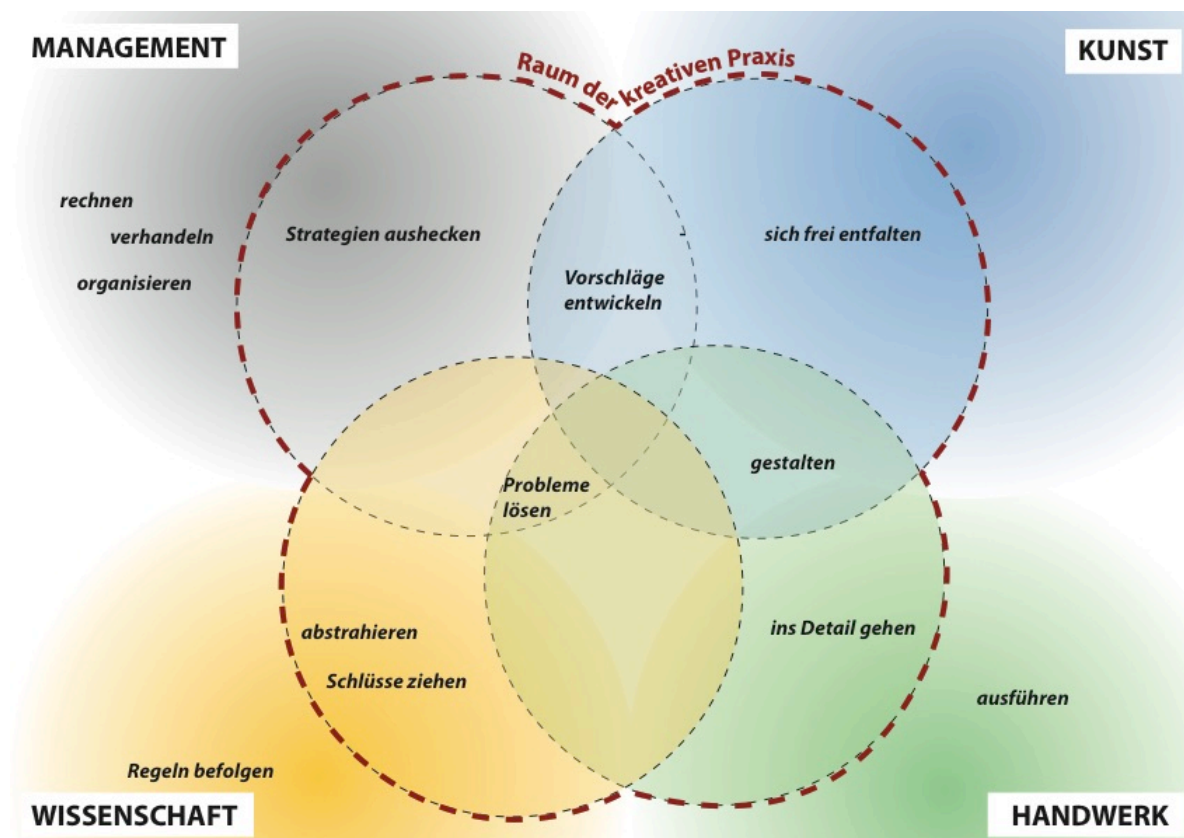 MANAGEMENT
KUNST
Raum der kreativen Praxis
rechnen
verhandeln
organisieren
Strategien aushecken
sich frei entfalten
Vorschläge
entwickeln
gestalten
Probleme
lösen
abstrahieren
Schlüsse ziehen
ins Detail gehen
ausführen
Regeln befolgen
WISSENSCHAFT
HANDWERK